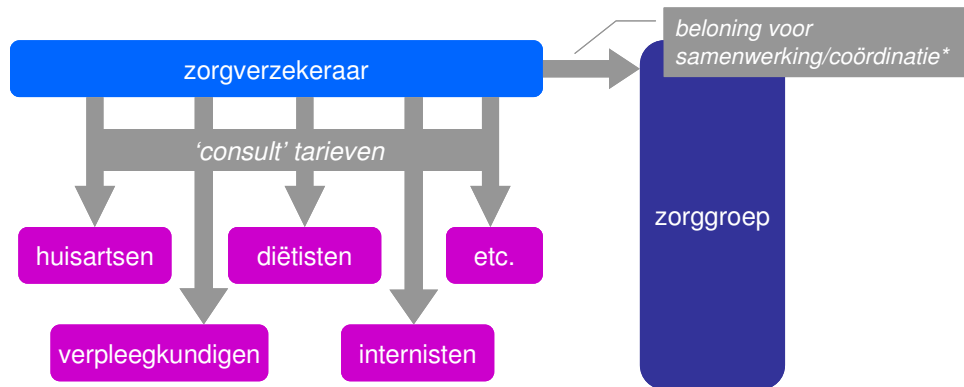 beloning voor
samenwerking/coördinatie*
zorgverzekeraar
'consult' tarieven
zorggroep
huisartsen
diëtisten
etc.
verpleegkundigen
internisten